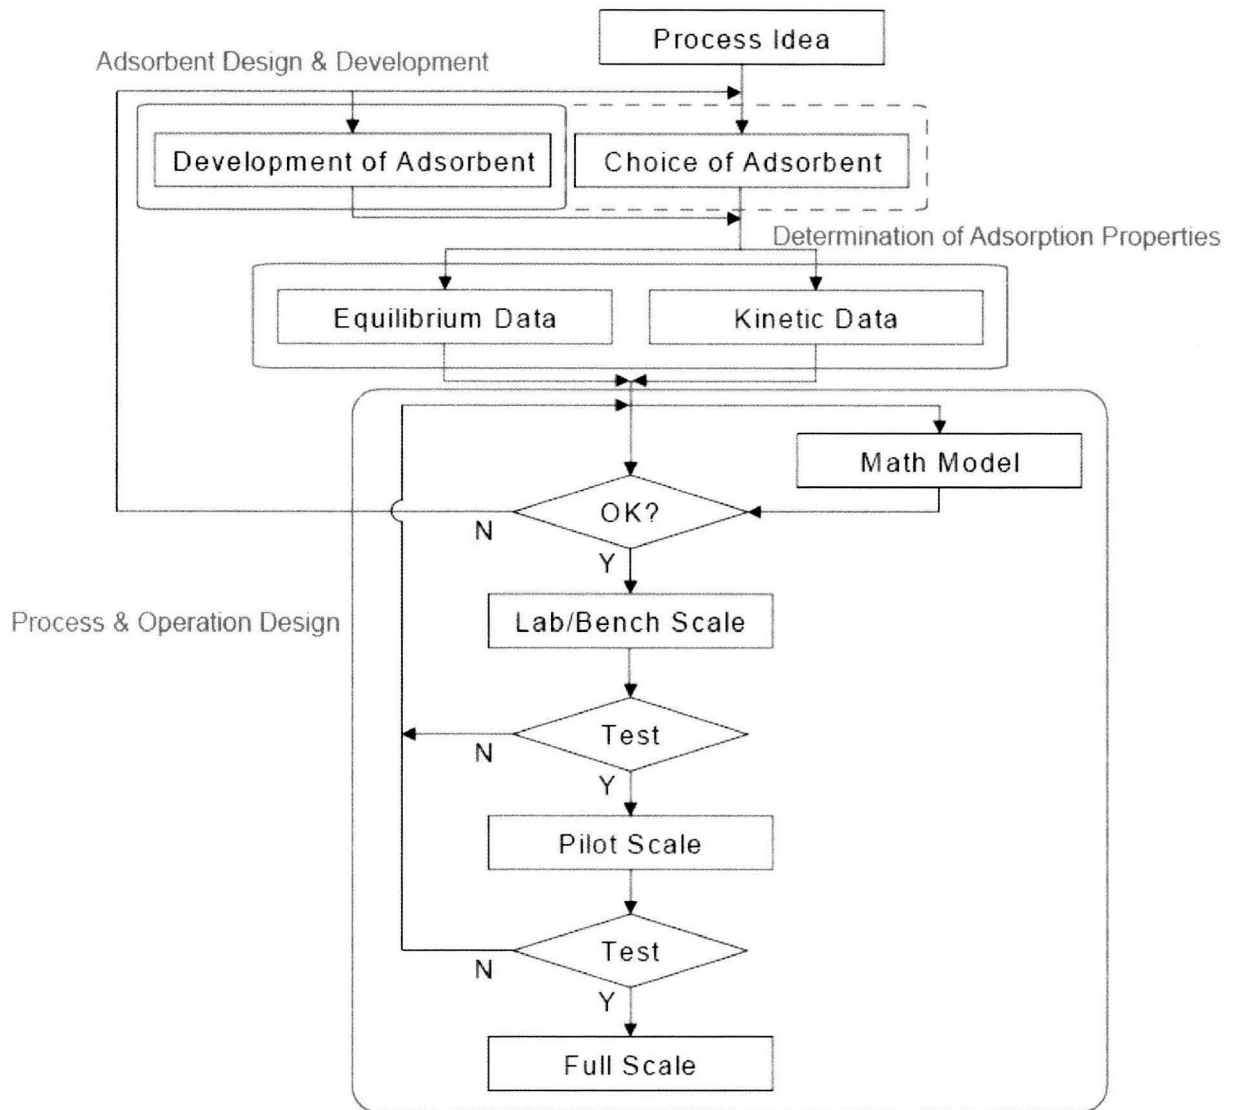 Process Idea
Adsorbent Design & Development
Development of Adsorbent
Choice of Adsorbent
Determination of Adsorption Properties
Equilibrium Data
Kinetic Data
Math Model
OK?
N
Y
Process & Operation Design
Lab/Bench Scale
Test
N
Y
Pilot Scale
Test
N
Y
Full Scale